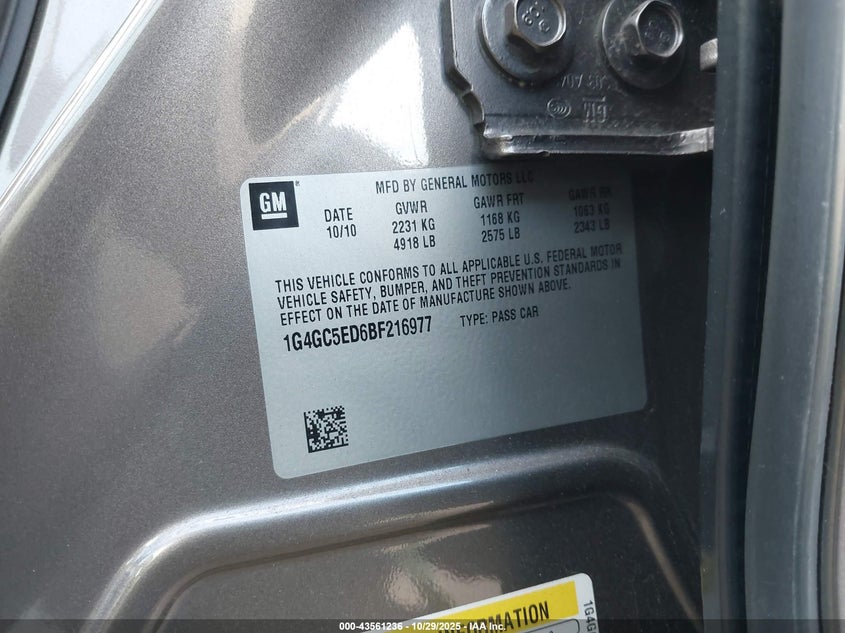 GM
GM
MFD BY GENERAL MOTORS LLC
DATE GVWR GAWR FRT GAWR RR
10/10 2231 KG 1168 KG 1063 KG
4918 LB 2575 LB 2343 LB
THIS VEHICLE CONFORMS TO ALL APPLICABLE U.S. FEDERAL MOTOR
VEHICLE SAFETY, BUMPER, AND THEFT PREVENTION STANDARDS IN
EFFECT ON THE DATE OF MANUFACTURE SHOWN ABOVE.
1G4GC5ED6BF216977 TYPE: PASS CAR
1G4G
000-43561236 - 10/29/2025 - IAA Inc.